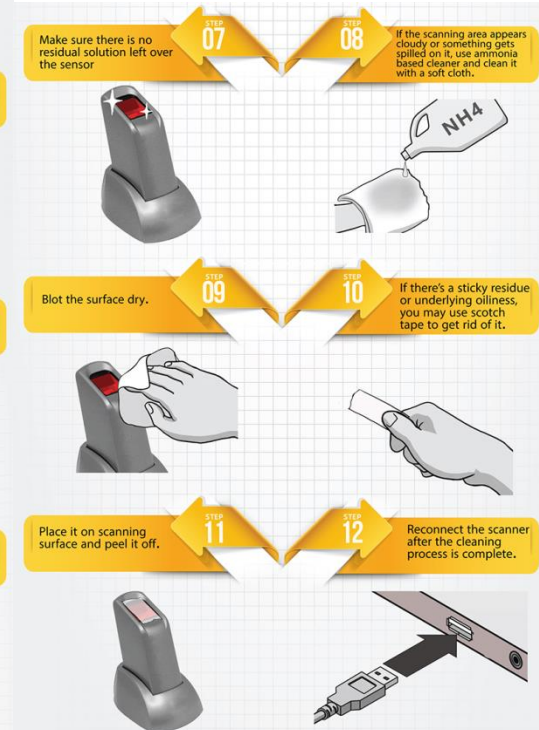 STEP
07
Make sure there is no
residual solution left over
the sensor
STEP
08
If the scanning area appears
cloudy or something gets
spilled on it, use ammonia
based cleaner and clean it
with a soft cloth.
NH4
STEP
09
Blot the surface dry.
STEP
10
If there's a sticky residue
or underlying oiliness,
you may use scotch
tape to get rid of it.
STEP
11
Place it on scanning
surface and peel it off.
STEP
12
Reconnect the scanner
after the cleaning
process is complete.